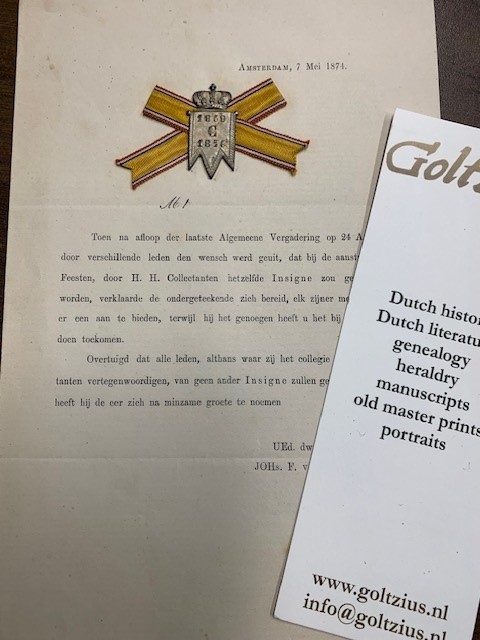 Amsterdam, 7 Mei 1874.
1859
C
№ 1
Toen na afloop der laatste Algemeene Vergadering op 24 A
door verschillende leden den wensch werd geuit, dat bij de aanst
Feesten, door H. H. Collectanten hetzelfde Insigne zou ge
worden, verklaarde de ondergeteekende zich bereid, elk zijner me
er een aan te bieden, terwijl hij het genoegen heeft u het bij
doen toekomen.
Overtuigd dat alle leden, althans waar zij het collegie
tanten vertegenwoordigen, van geen ander Insigne zullen ge
heeft hij de eer zich na minzame groete te noemen
UEd. dw
JOHs. F. v
Goltz
Dutch histor
Dutch literatu
genealogy
heraldry
manuscripts
old master prints
portraits
www.goltzius.nl
info@goltzius.nl